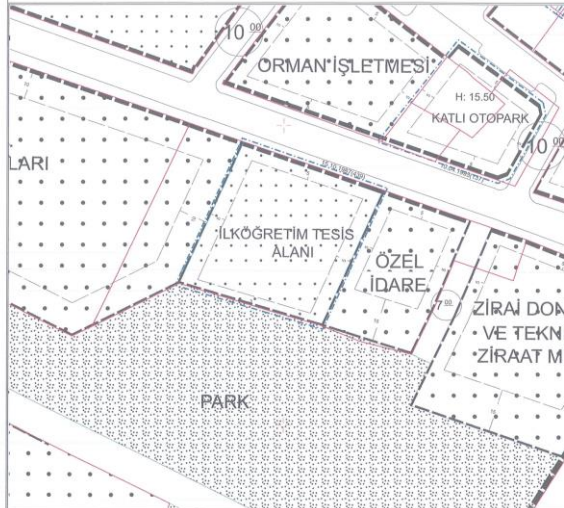 10 00
ORMAN İŞLETMESİ
H: 15.50
KATLI OTOPARK
10 00
LARI
İLKÖĞRETİM TESİS
ALANI
ÖZEL
İDARE
7 00
ZİRAİ DON
VE TEKN
ZİRAAT M
PARK